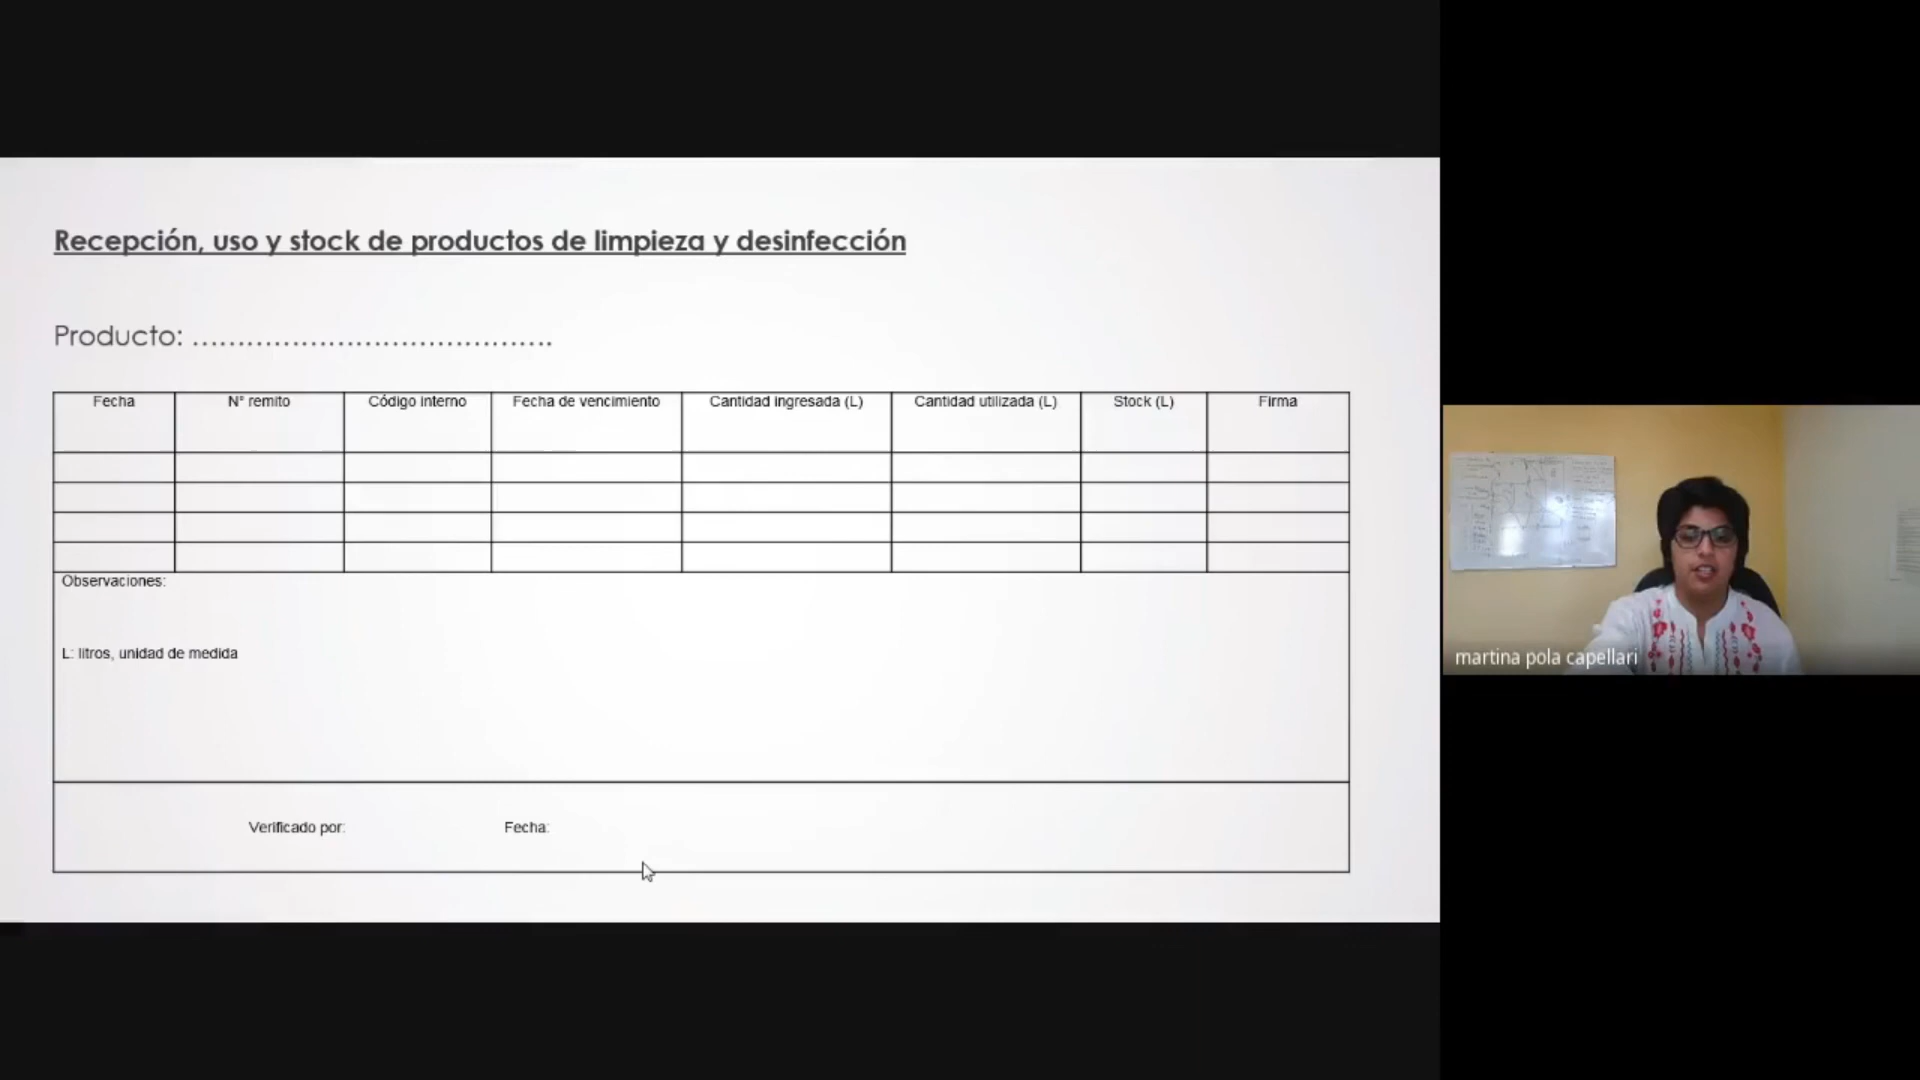 Recepción, uso y stock de productos de limpieza y desinfección
Producto: ........................................
Fecha N° remito Código interno Fecha de vencimiento Cantidad ingresada (L) Cantidad utilizada (L) Stock (L) Firma
Observaciones:
L: litros, unidad de medida
Verificado por: Fecha:
martina pola capellari